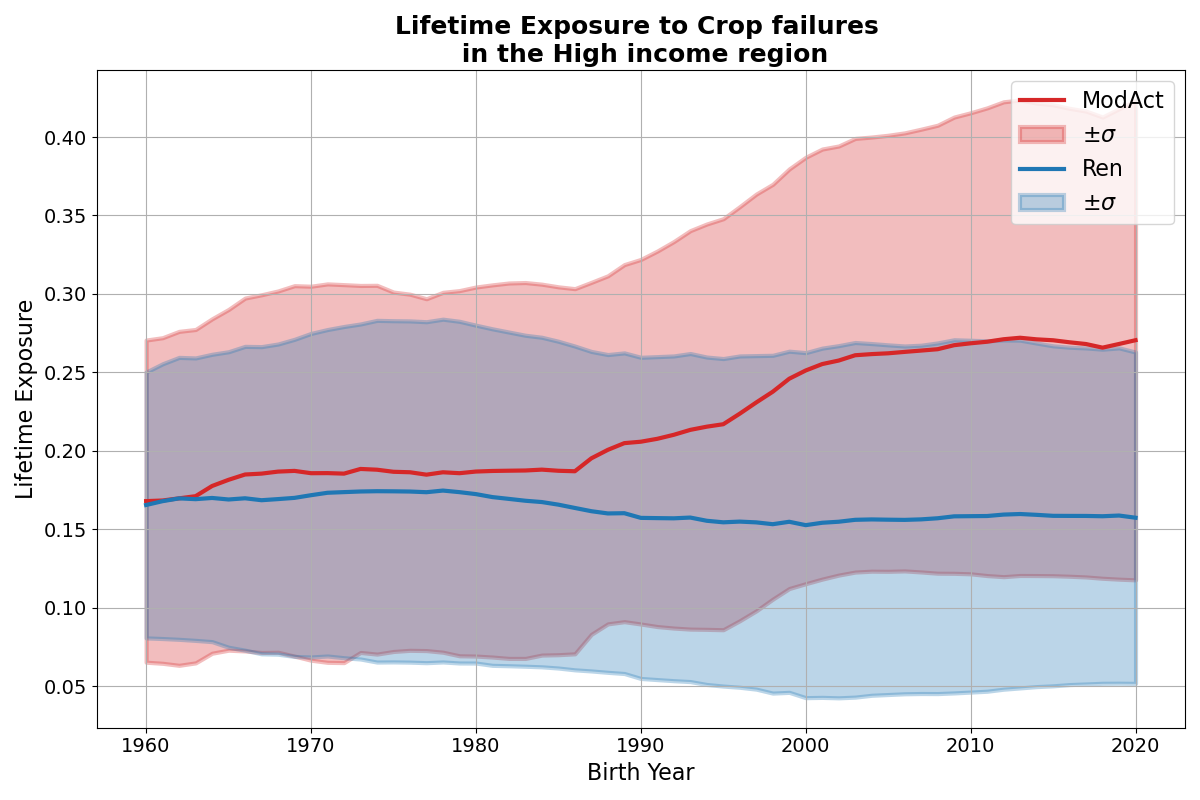 Lifetime Exposure to Crop failures
in the High income region
ModAct
±σ
Ren
±σ
Lifetime Exposure
0.40
0.35
0.30
0.25
0.20
0.15
0.10
0.05
1960 1970 1980 1990 2000 2010 2020
Birth Year